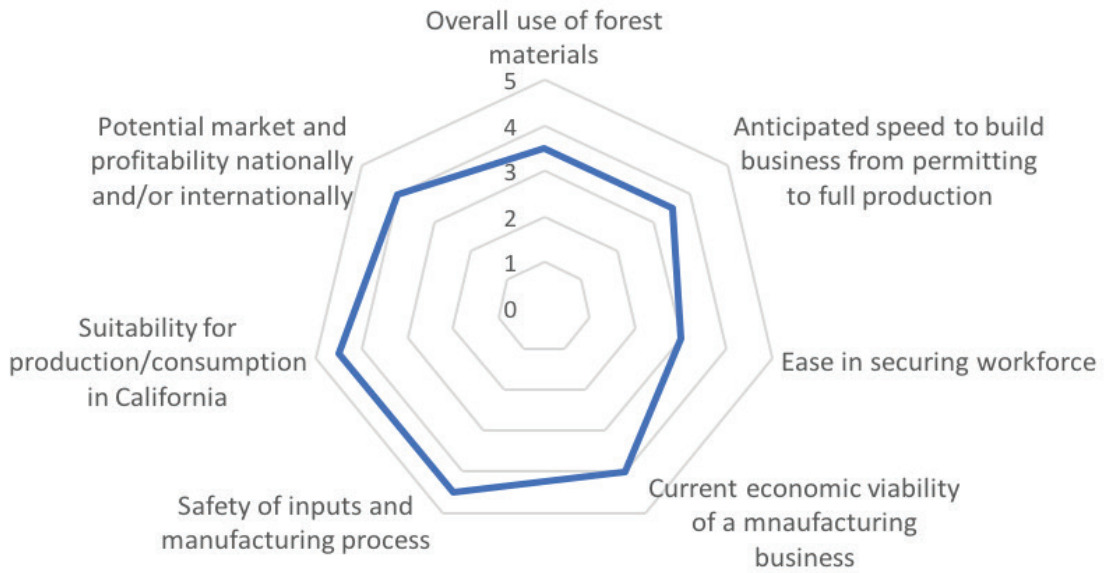 Overall use of forest
materials
5
4
3
2
1
0
Anticipated speed to build
business from permitting
to full production
Ease in securing workforce
Current economic viability
of a mnaufacturing
business
Safety of inputs and
manufacturing process
Suitability for
production/consumption
in California
Potential market and
profitability nationally
and/or internationally